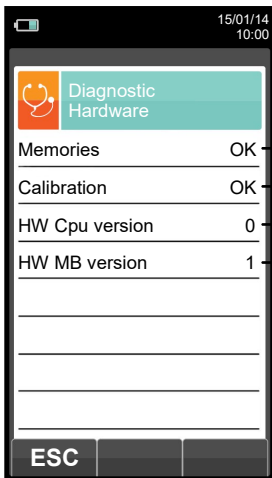 15/01/14
10:00
Diagnostic
Hardware
Memories OK
Calibration OK
HW Cpu version 0
HW MB version 1
ESC